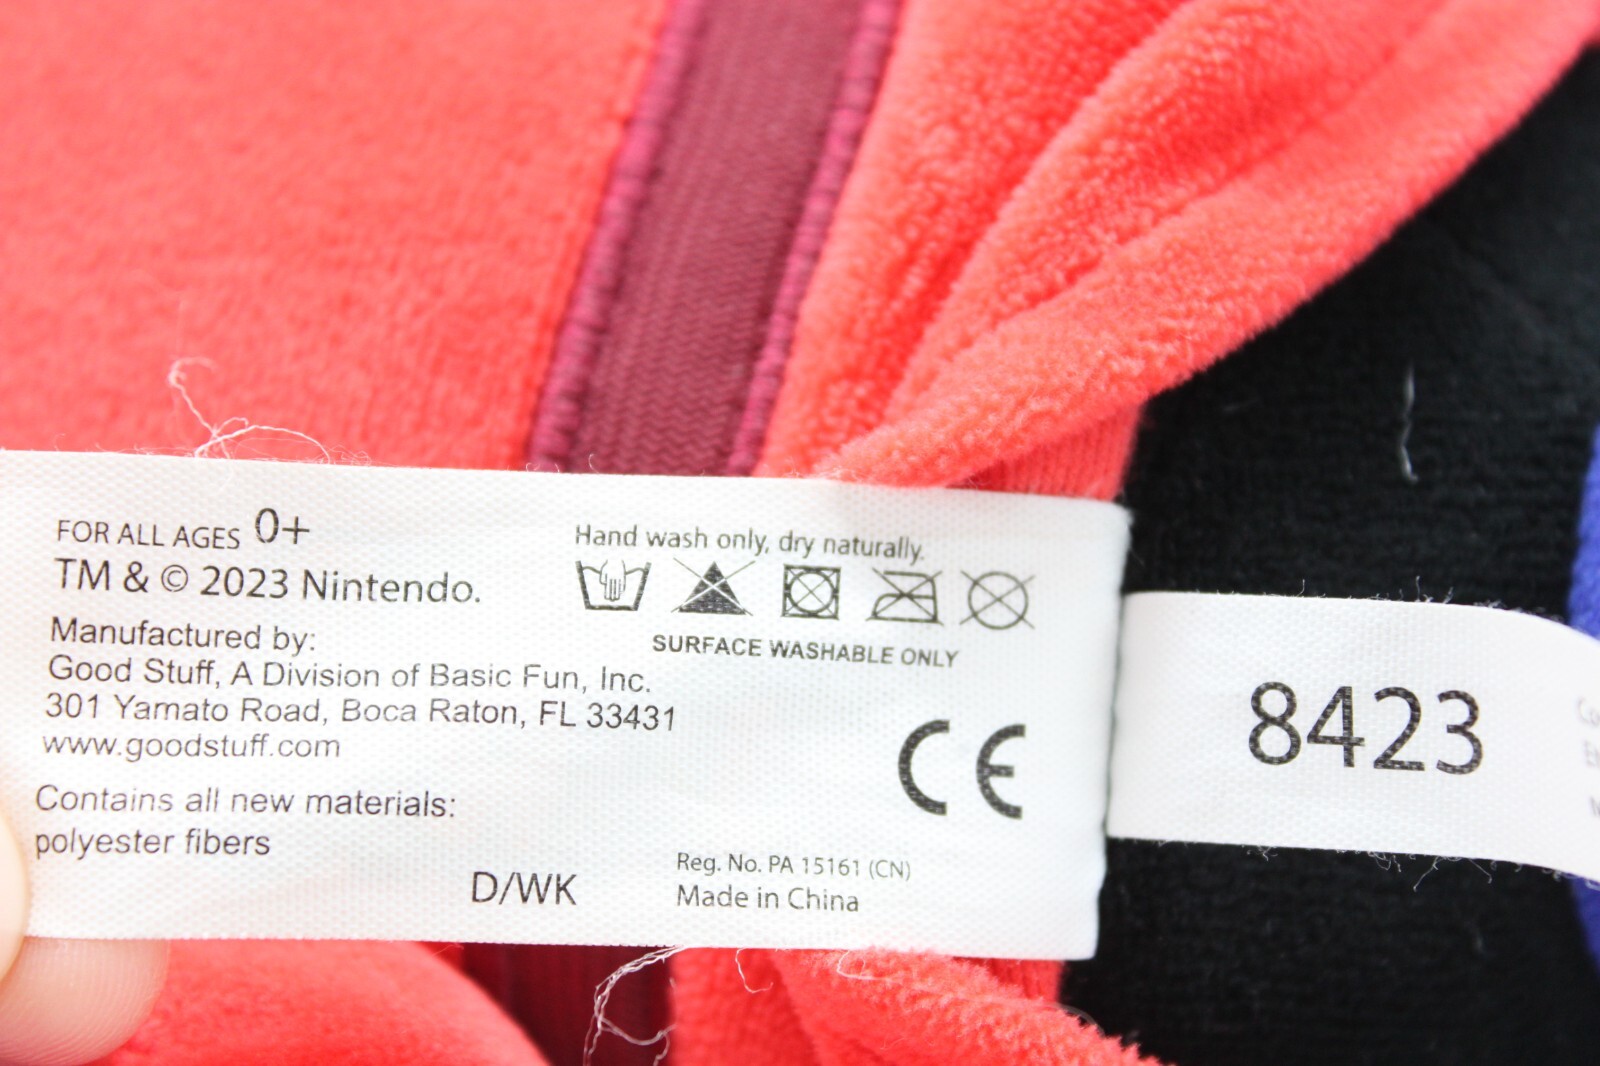 FOR ALL AGES 0+
TM & © 2023 Nintendo.
Manufactured by:
Good Stuff, A Division of Basic Fun, Inc.
301 Yamato Road, Boca Raton, FL 33431
www.goodstuff.com
Contains all new materials:
polyester fibers
D/WK
Hand wash only, dry naturally.
SURFACE WASHABLE ONLY
CE
Reg. No. PA 15161 (CN)
Made in China
8423